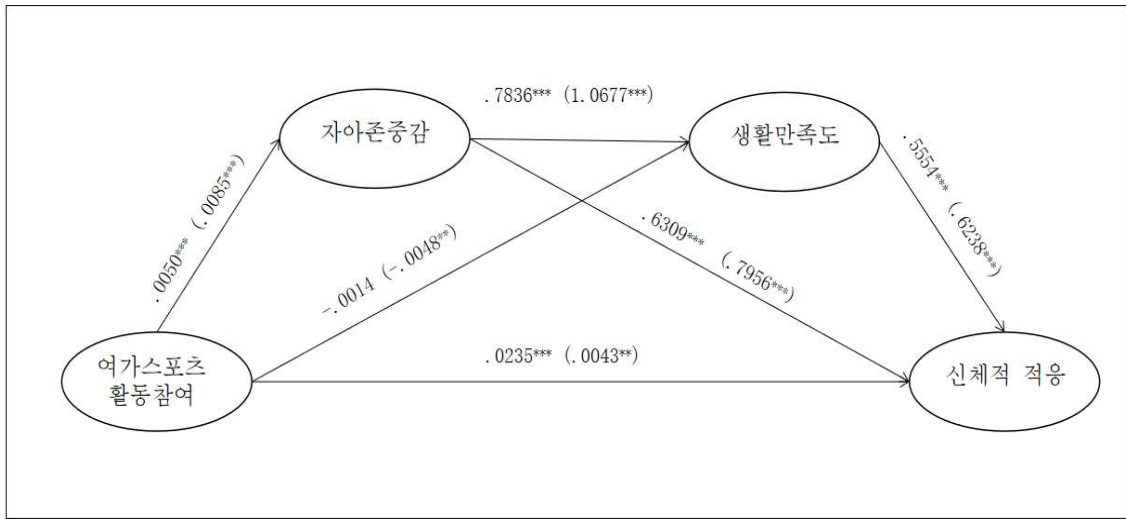 .7836*** (1.0677***)
자아존중감
생활만족도
.0050*** (.0085***)
-.0014 (-.0048**)
.6309*** (.7956***)
.5554*** (.6238***)
여가스포츠
활동참여
.0235*** (.0043**)
신체적 적응